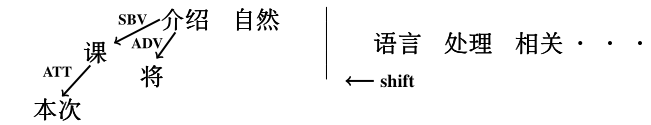 SBV 介绍 自然
课 ADV 语言 处理 相关 · · ·
ATT 将 shift
本次